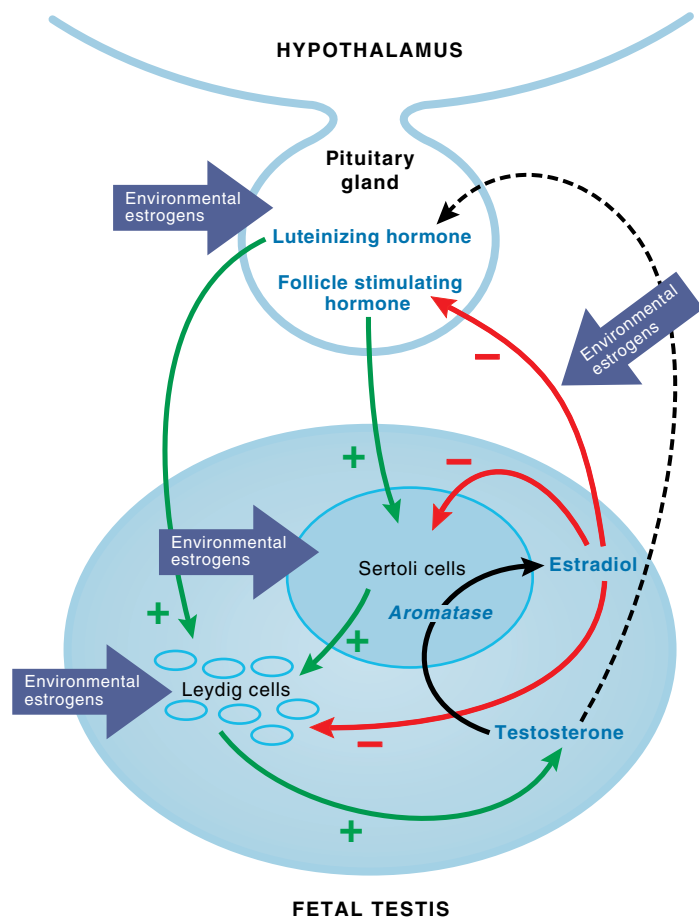 HYPOTHALAMUS
Pituitary
gland
Environmental
estrogens
Luteinizing hormone
Follicle stimulating
hormone
Environmental
estrogens
−
+
−
Environmental
estrogens
Sertoli cells
Estradiol
Aromatase
+
+
Environmental
estrogens
Leydig cells
Testosterone
−
+
FETAL TESTIS